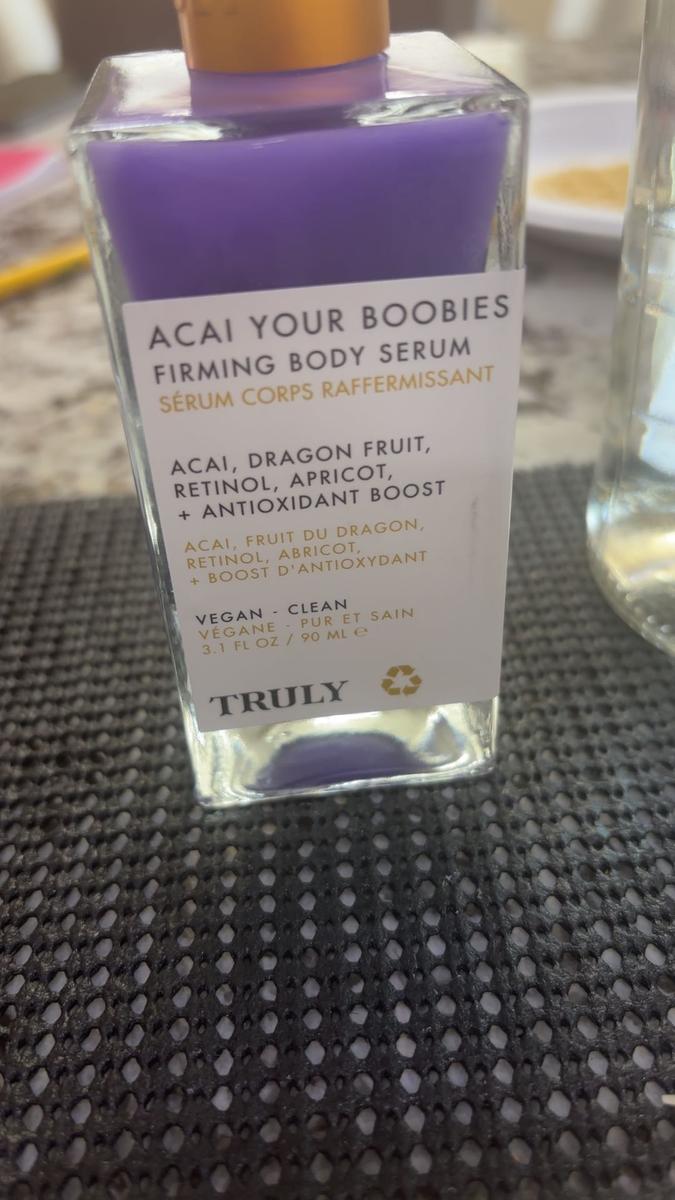 ACAI YOUR BOOBIES
FIRMING BODY SERUM
SÉRUM CORPS RAFFERMISSANT
ACAI, DRAGON FRUIT,
RETINOL, APRICOT,
+ ANTIOXIDANT BOOST
ACAI, FRUIT DU DRAGON,
RETINOL, ABRICOT,
+ BOOST D'ANTIOXYDANT
VEGAN - CLEAN
VÉGANE - PUR ET SAIN
3.1 FL OZ / 90 ML ℮
TRULY